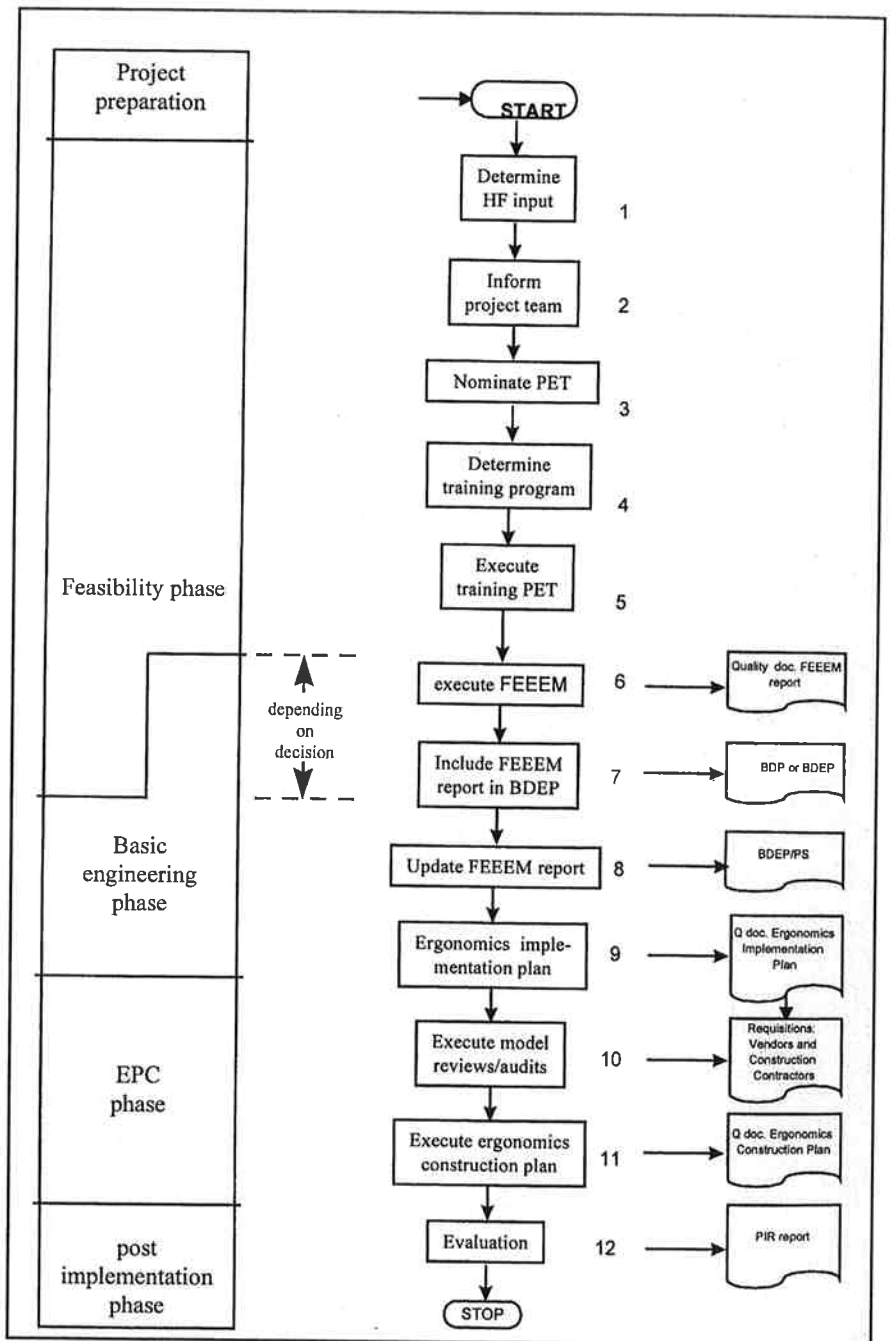 Project
preparation
START
Determine
HF input
1
Inform
project team
2
Nominate PET
3
Determine
training program
4
Execute
training PET
5
Feasibility phase
depending
on
decision
execute FEEEM
6
Quality doc. FEEEM
report
Include FEEEM
report in BDEP
7
BDP or BDEP
Basic
engineering
phase
Update FEEEM report
8
BDEP/PS
Ergonomics imple-
mentation plan
9
Q doc. Ergonomics
Implementation
Plan
EPC
phase
Execute model
reviews/audits
10
Requisitions:
Vendors and
Construction
Contractors
Execute ergonomics
construction plan
11
Q doc. Ergonomics
Construction Plan
post
implementation
phase
Evaluation
12
PIR report
STOP